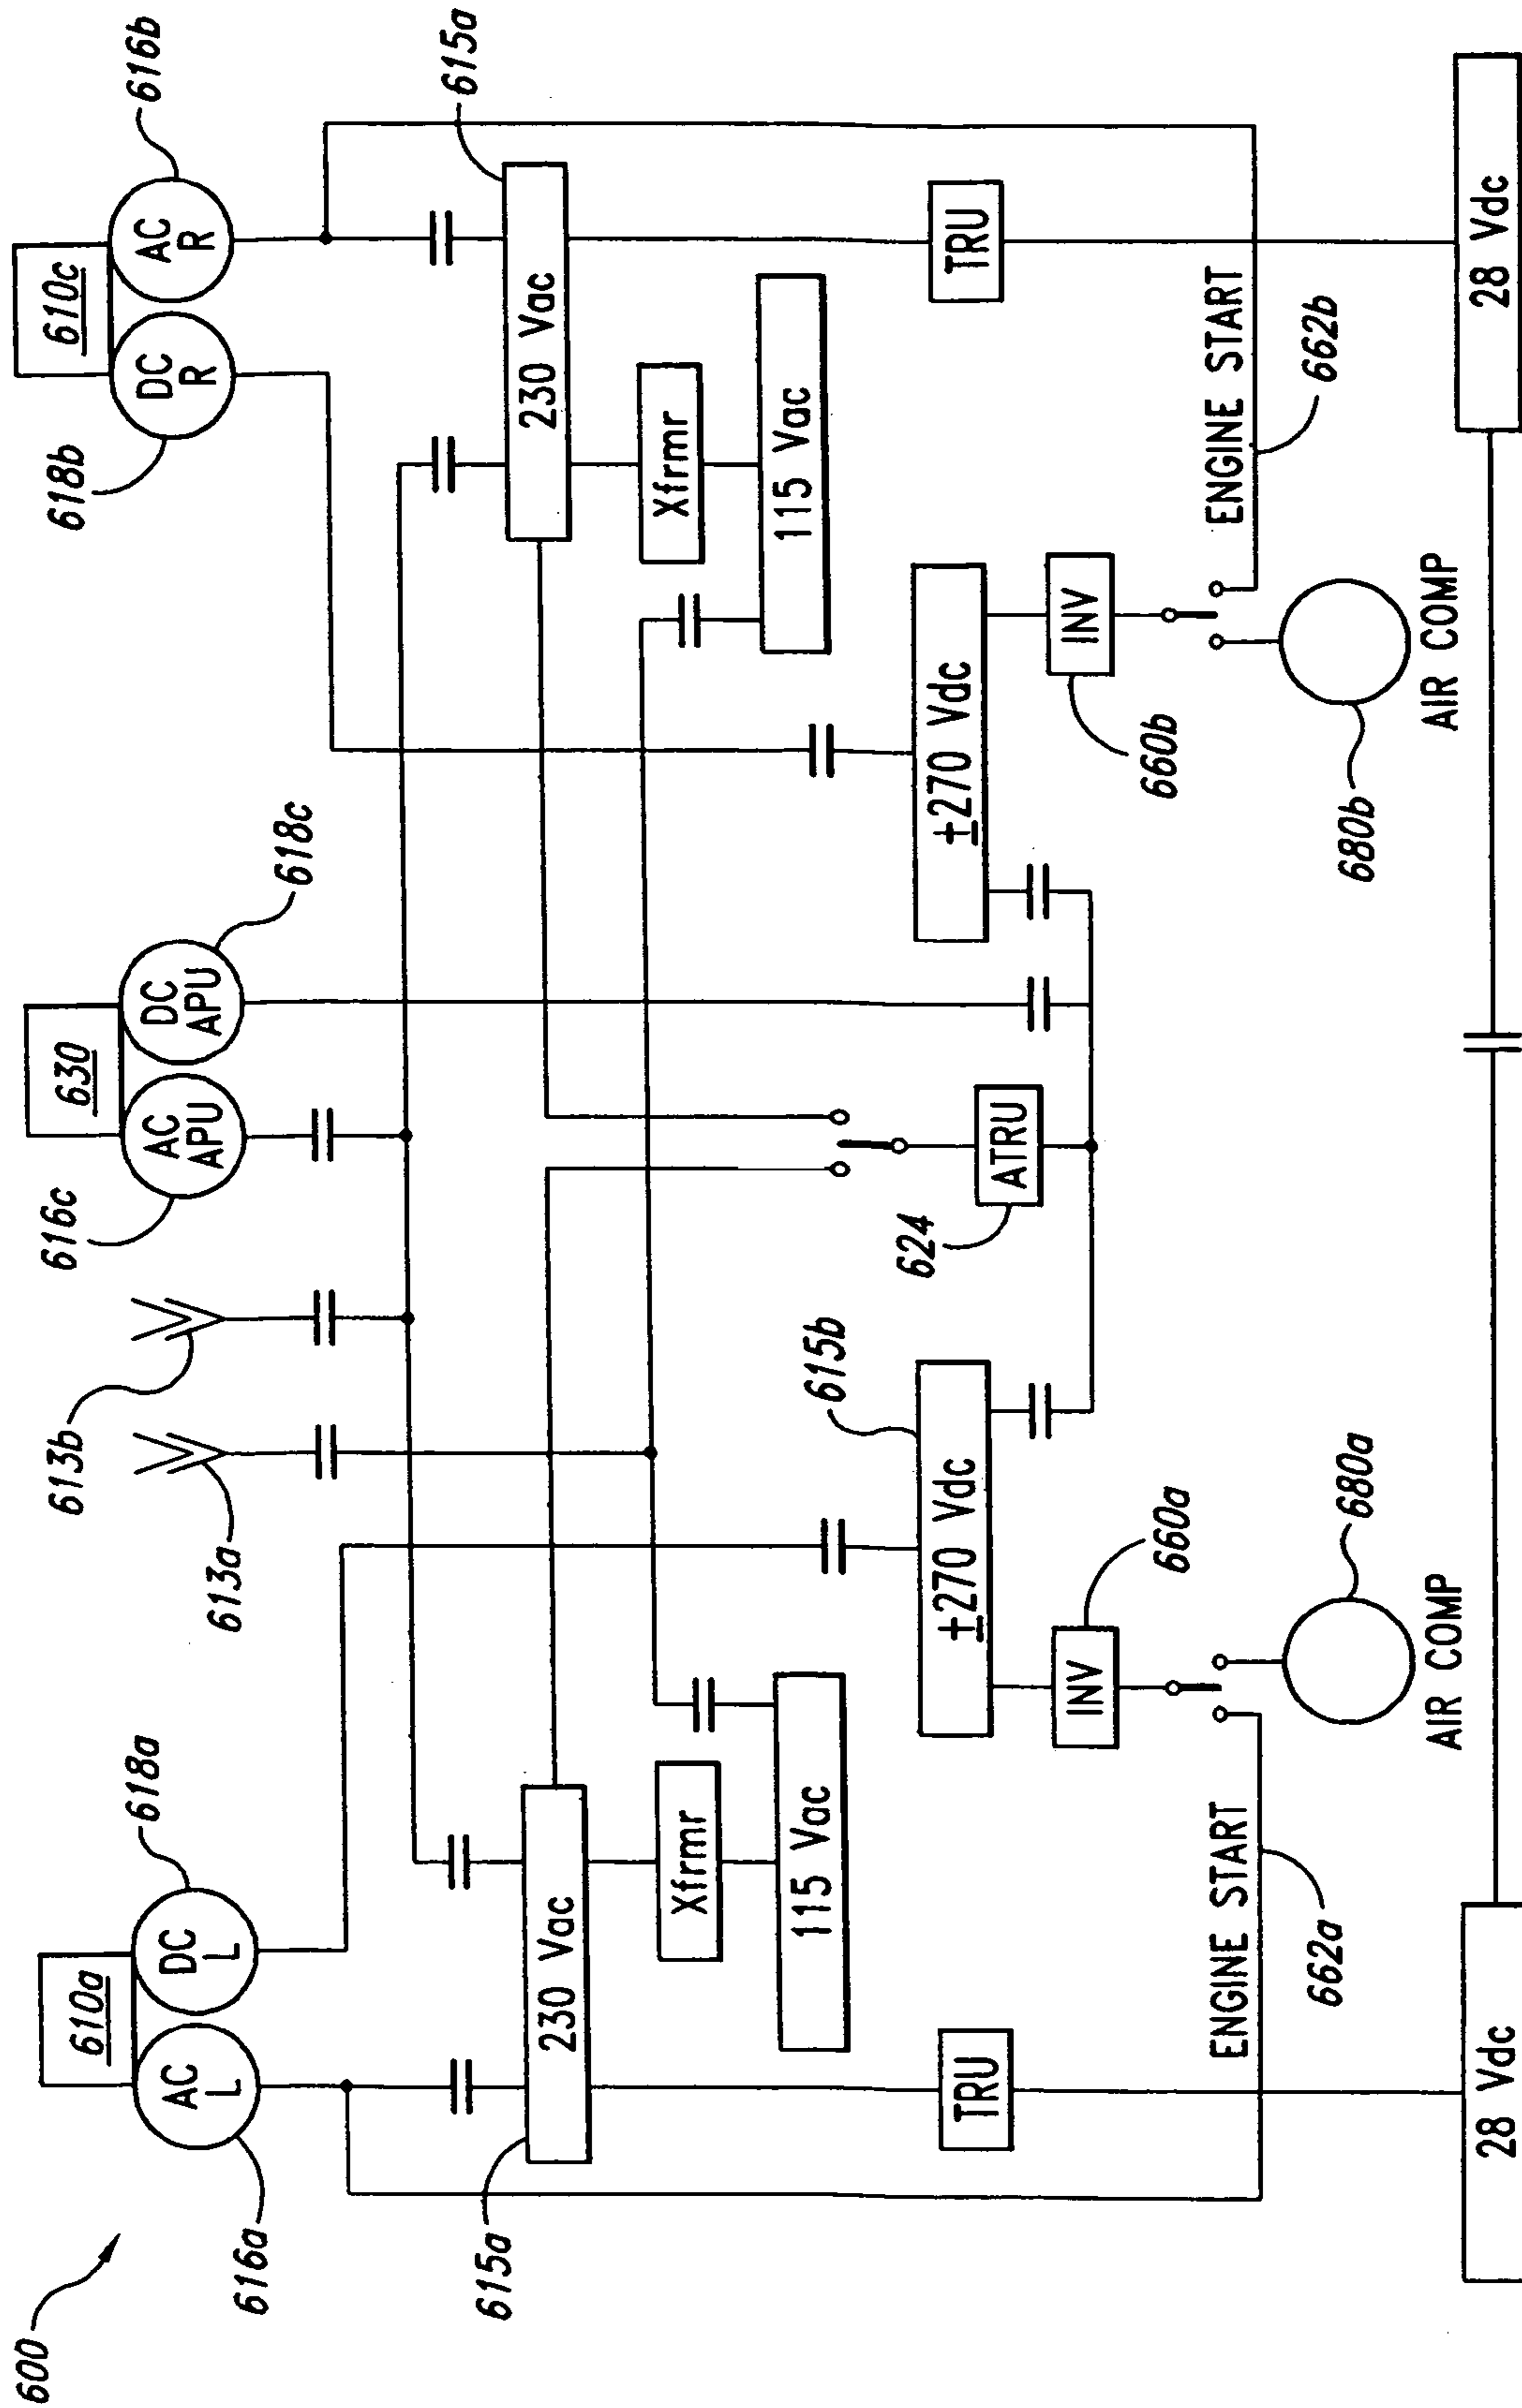 600
610a
AC
L
DC
L
616a
618a
613a
613b
630
AC
APU
DC
APU
616c
618c
610c
DC
R
AC
R
618b
616b
615a
230 Vac
230 Vac
615a
Xfrmr
Xfrmr
115 Vac
115 Vac
615b
±270 Vdc
±270 Vdc
624
ATRU
TRU
TRU
INV
INV
660a
660b
ENGINE START
ENGINE START
662a
662b
680a
680b
AIR COMP
AIR COMP
28 Vdc
28 Vdc